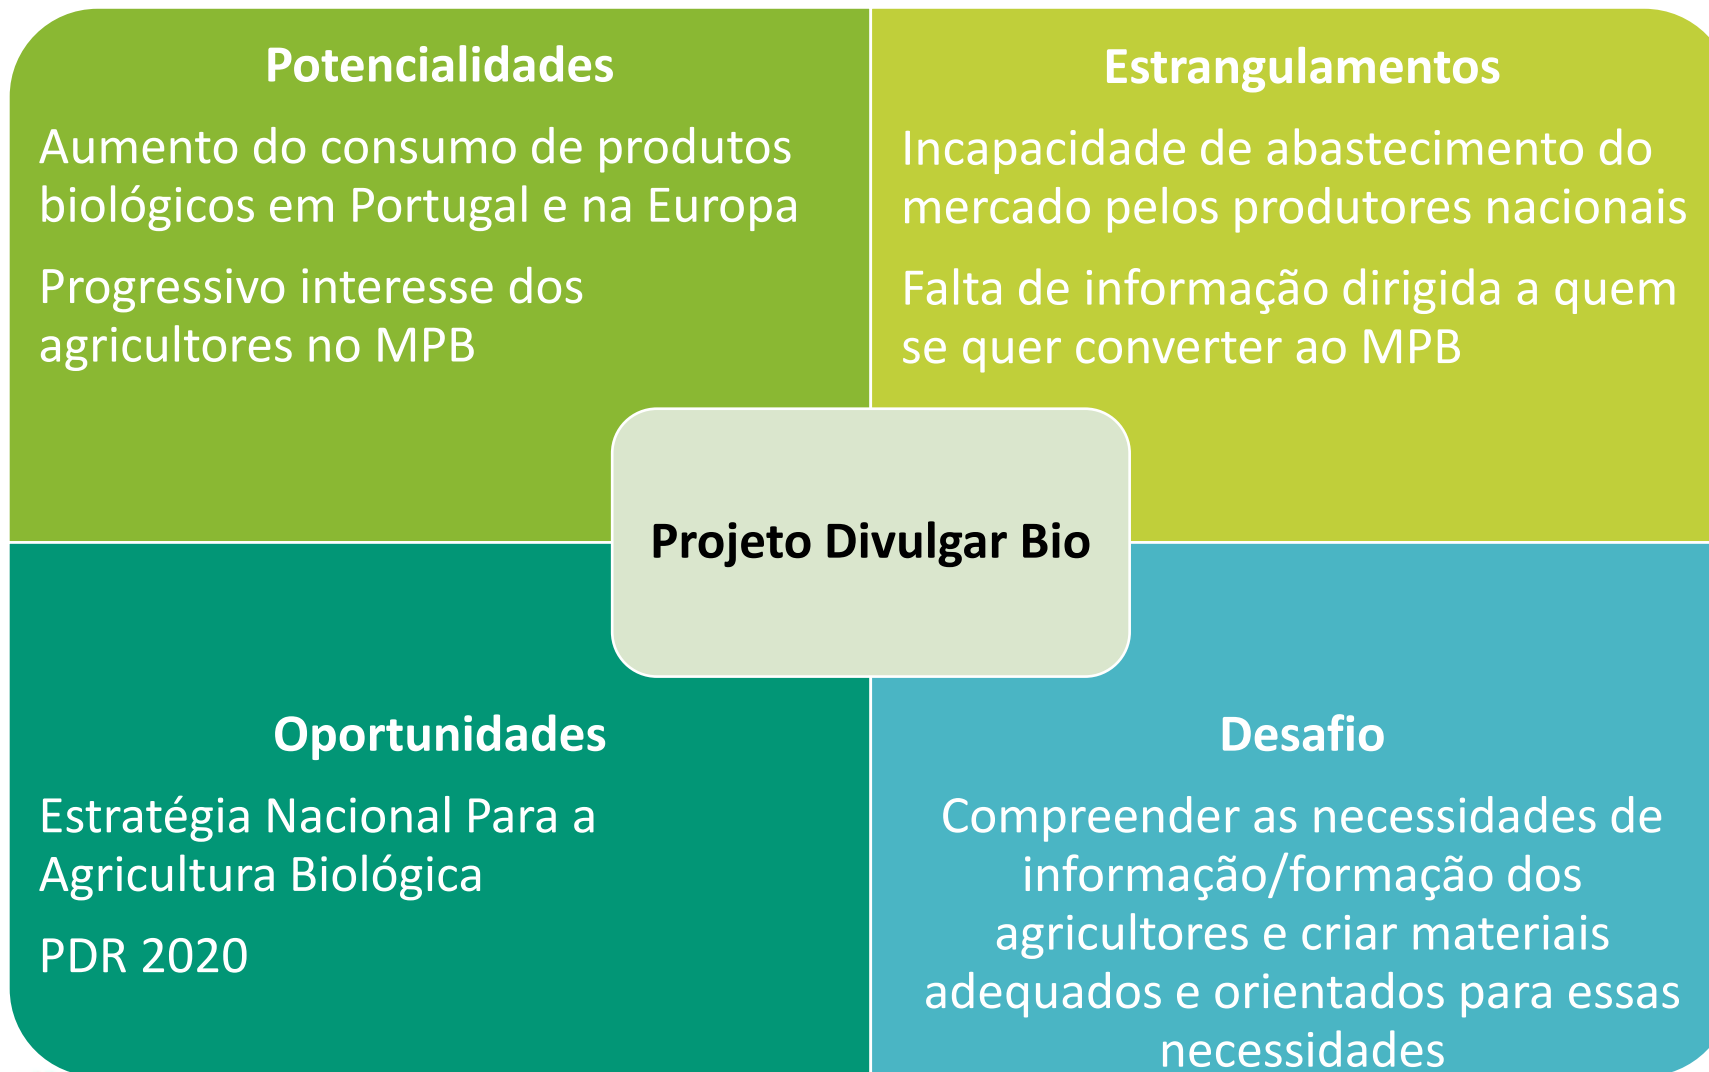 Potencialidades
Aumento do consumo de produtos
biológicos em Portugal e na Europa
Progressivo interesse dos
agricultores no MPB
Estrangulamentos
Incapacidade de abastecimento do
mercado pelos produtores nacionais
Falta de informação dirigida a quem
se quer converter ao MPB
Projeto Divulgar Bio
Oportunidades
Estratégia Nacional Para a
Agricultura Biológica
PDR 2020
Desafio
Compreender as necessidades de
informação/formação dos
agricultores e criar materiais
adequados e orientados para essas
necessidades